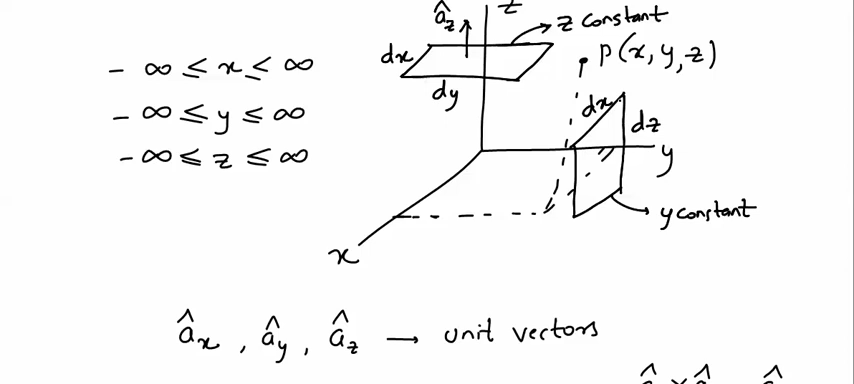 z
â_z
z constant
- ∞ ≤ x ≤ ∞
dx
P(x, y, z)
dy
- ∞ ≤ y ≤ ∞
dx
dz
- ∞ ≤ z ≤ ∞
y
y constant
x
â_x , â_y , â_z → unit vectors